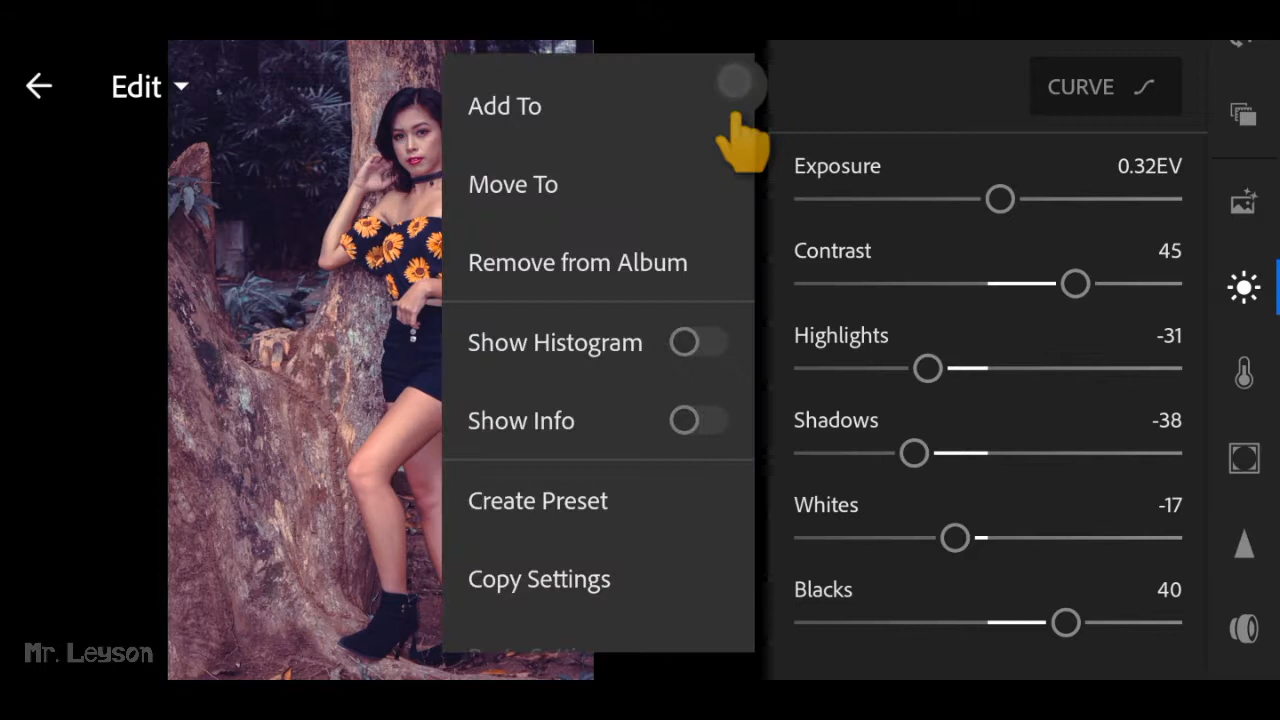 Edit
Add To
Move To
Remove from Album
Show Histogram
Show Info
Create Preset
Copy Settings
CURVE
Exposure 0.32EV
Contrast 45
Highlights -31
Shadows -38
Whites -17
Blacks 40
Mr. Leyson